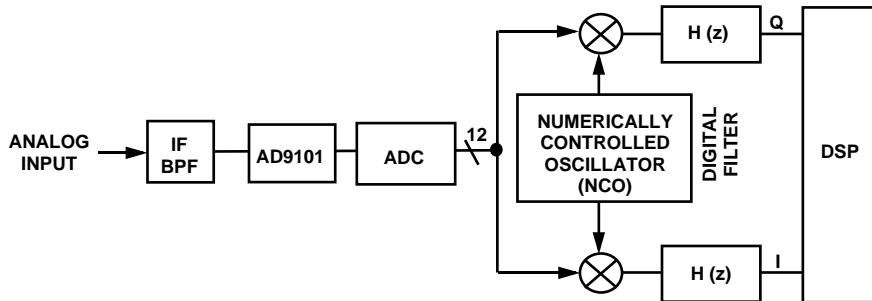 ANALOG
INPUT
IF
BPF
AD9101
ADC
12
NUMERICALLY
CONTROLLED
OSCILLATOR
(NCO)
H (z)
Q
DIGITAL
FILTER
H (z)
I
DSP